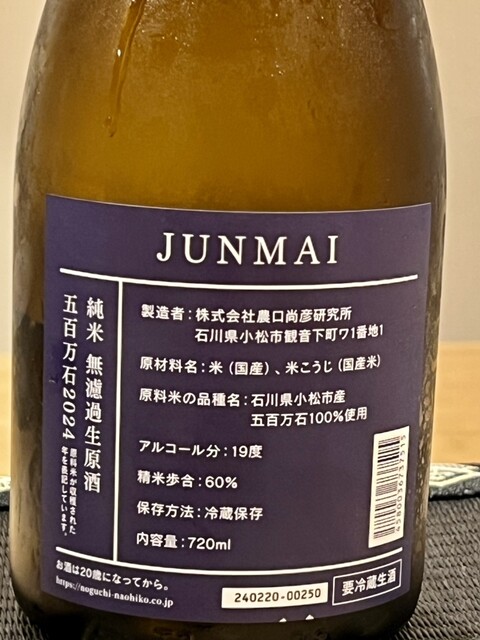 JUNMAI
純米 無濾過生原酒
五百万石2024
原料米が収穫された
年を表記しています。
製造者：株式会社農口尚彦研究所
石川県小松市観音下町ワ1番地1
原材料名：米（国産）、米こうじ（国産米）
原料米の品種名：石川県小松市産
五百万石100%使用
アルコール分：19度
精米歩合：60%
保存方法：冷蔵保存
内容量：720ml
4580036737515
お酒は20歳になってから。
https://noguchi-naohiko.co.jp
240220-00250
要冷蔵生酒